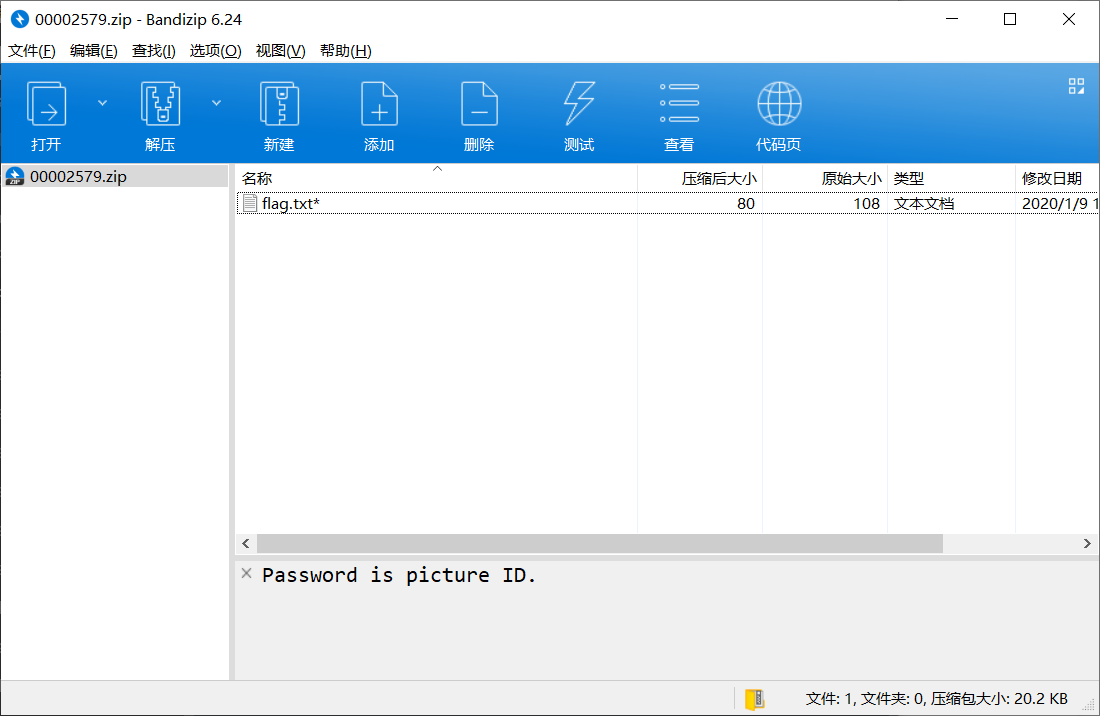 00002579.zip - Bandizip 6.24
文件(F) 编辑(E) 查找(I) 选项(O) 视图(V) 帮助(H)
打开 解压 新建 添加 删除 测试 查看 代码页
00002579.zip
名称 压缩后大小 原始大小 类型 修改日期
flag.txt* 80 108 文本文档 2020/1/9 1
Password is picture ID.
文件: 1, 文件夹: 0, 压缩包大小: 20.2 KB